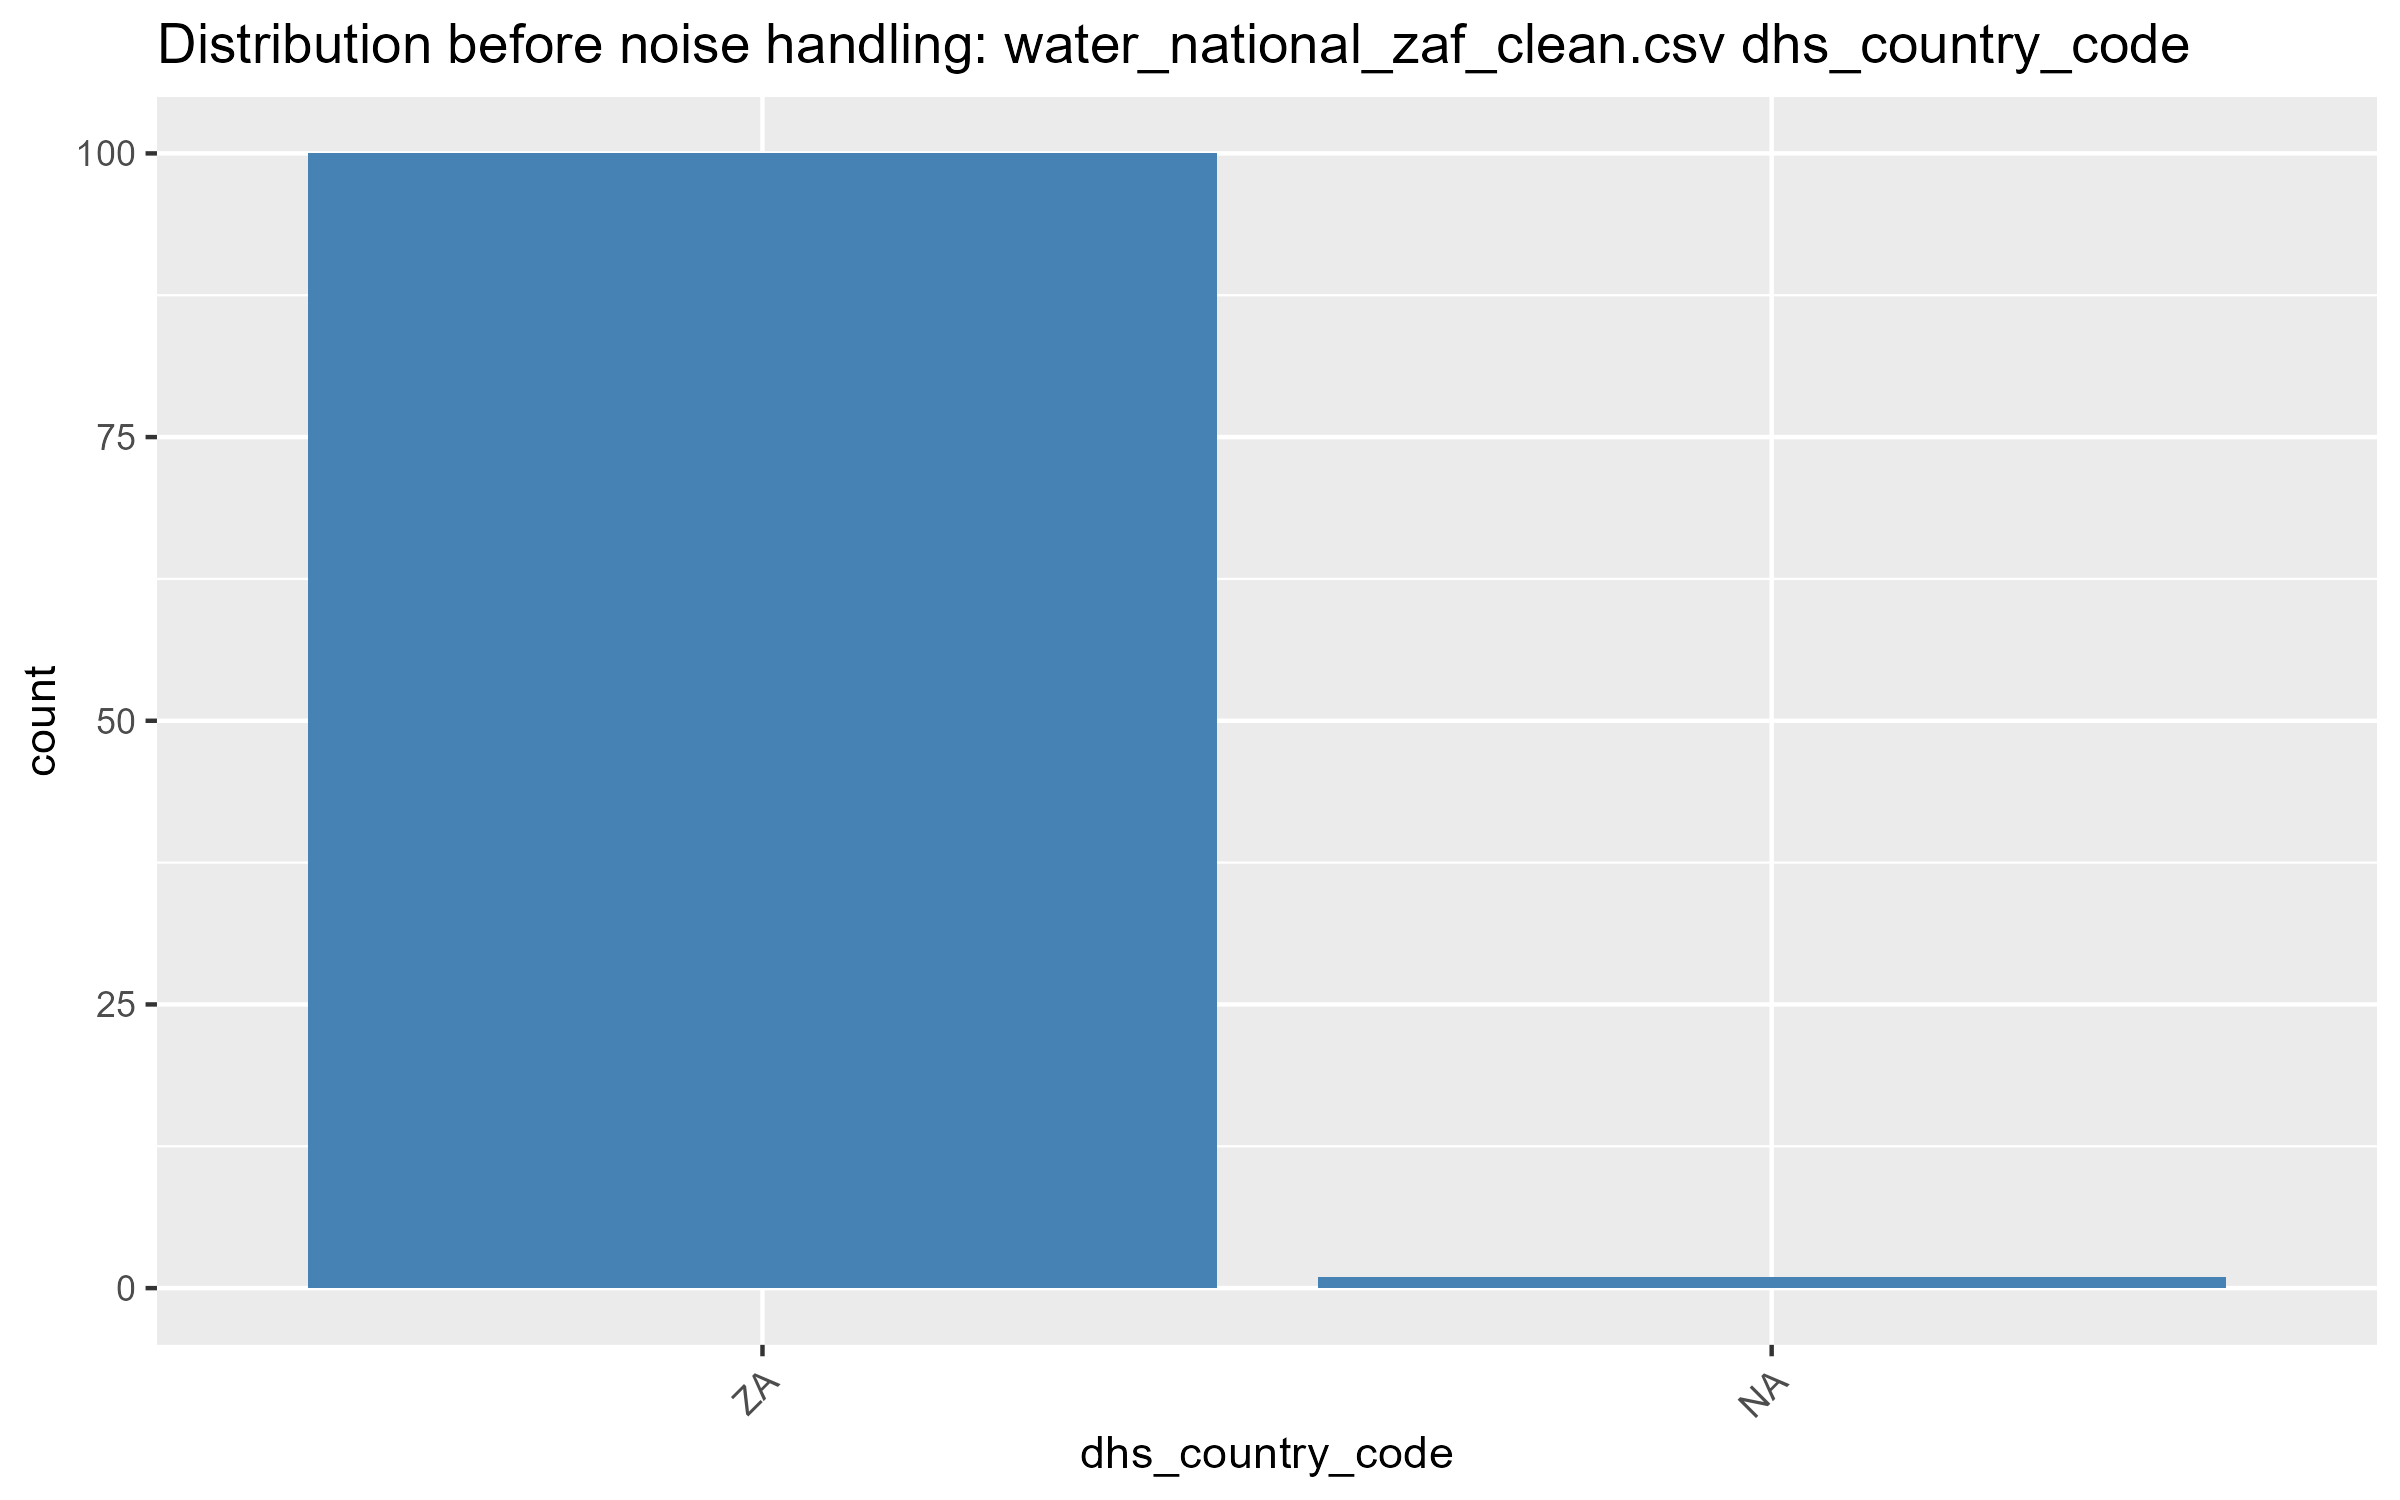 Distribution before noise handling: water_national_zaf_clean.csv dhs_country_code
100
75
50
25
0
count
ZA
NA
dhs_country_code